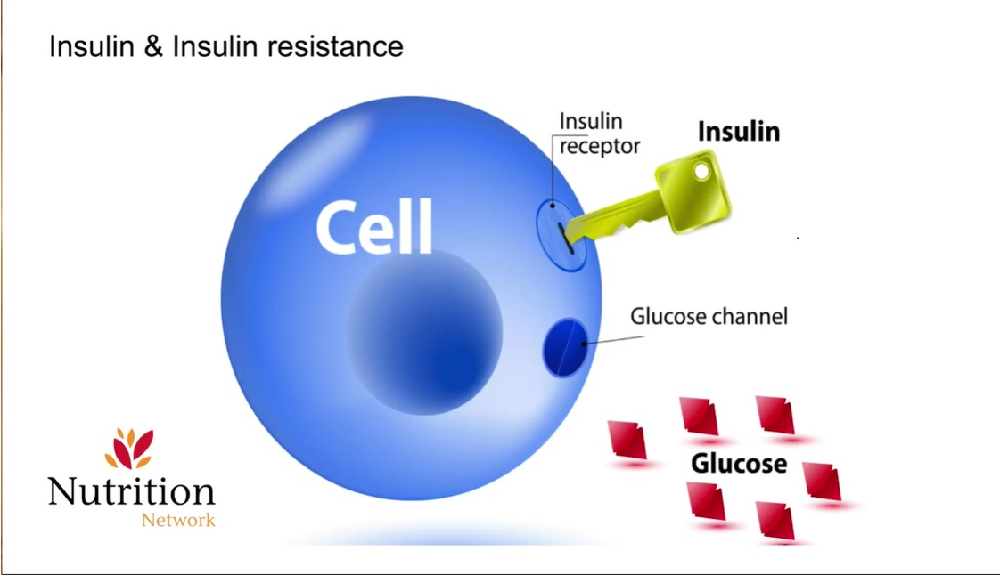 Insulin & Insulin resistance
Insulin
receptor
Insulin
Cell
Glucose channel
Glucose
Nutrition
Network